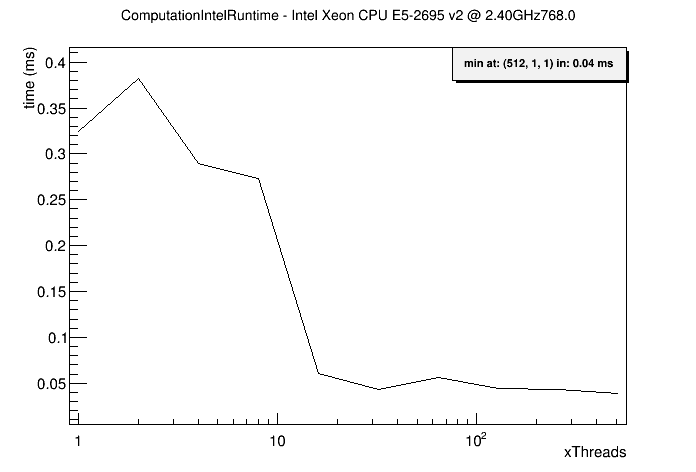 ComputationIntelRuntime - Intel Xeon CPU E5-2695 v2 @ 2.40GHz768.0
min at: (512, 1, 1) in: 0.04 ms
time (ms)
0.4
0.35
0.3
0.25
0.2
0.15
0.1
0.05
1
10
10²
xThreads